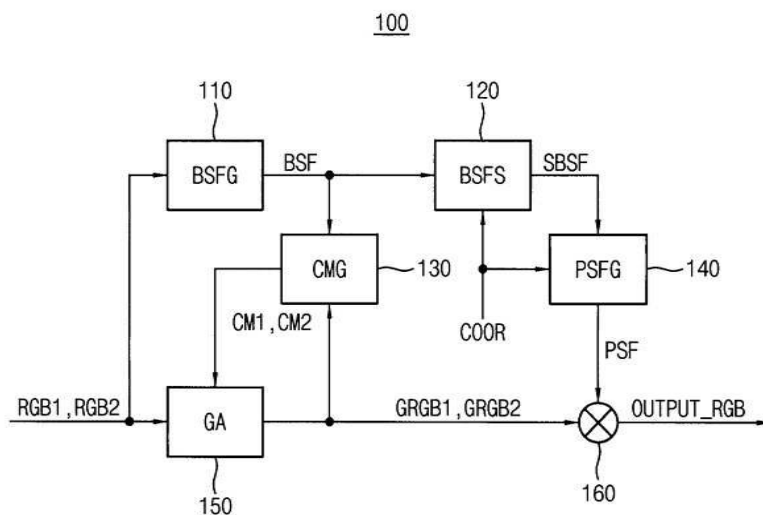 100
110
120
BSFG
BSF
BSFS
SBSF
CMG
130
PSFG
140
CM1,CM2
COOR
PSF
RGB1,RGB2
GA
GRGB1,GRGB2
OUTPUT_RGB
150
160